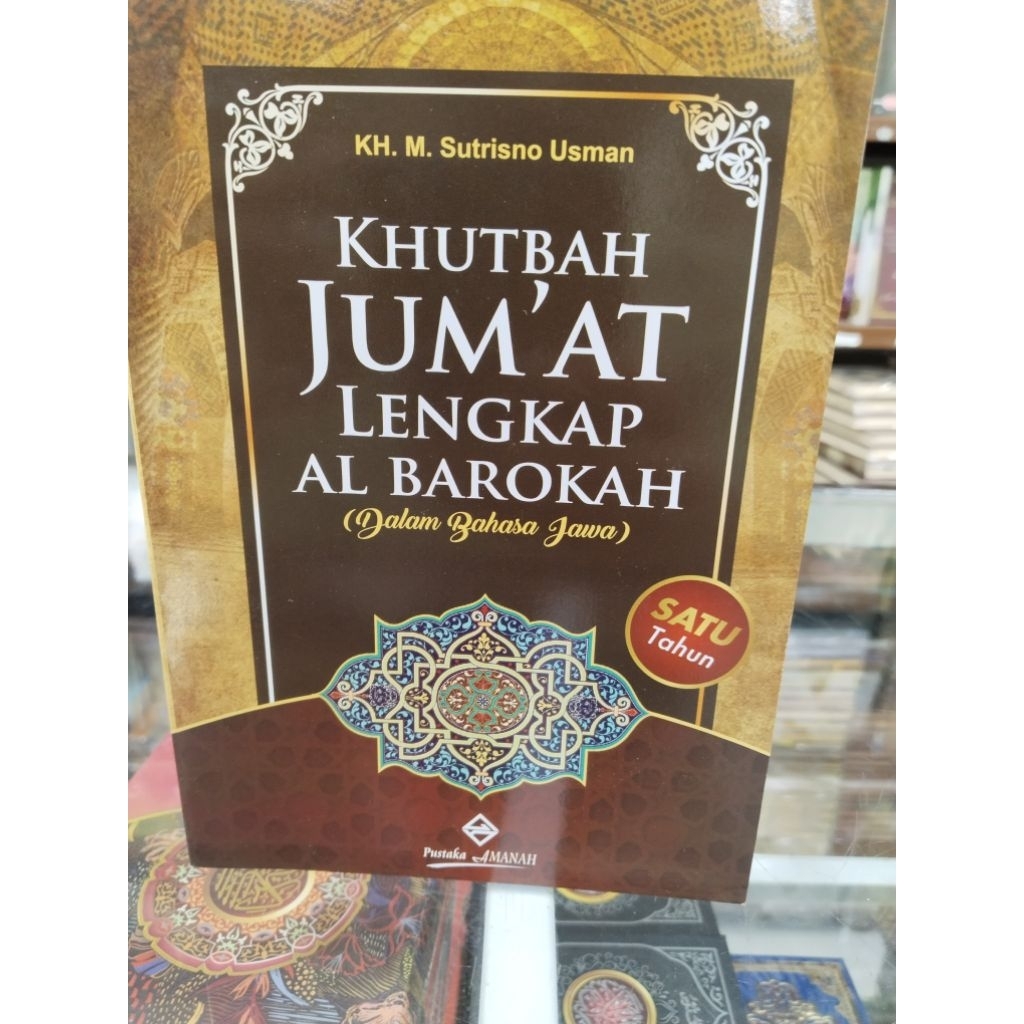 KH. M. Sutrisno Usman
KHUTBAH
JUM'AT
LENGKAP
AL BAROKAH
(Dalam Bahasa Jawa)
SATU
Tahun
Pustaka AMANAH